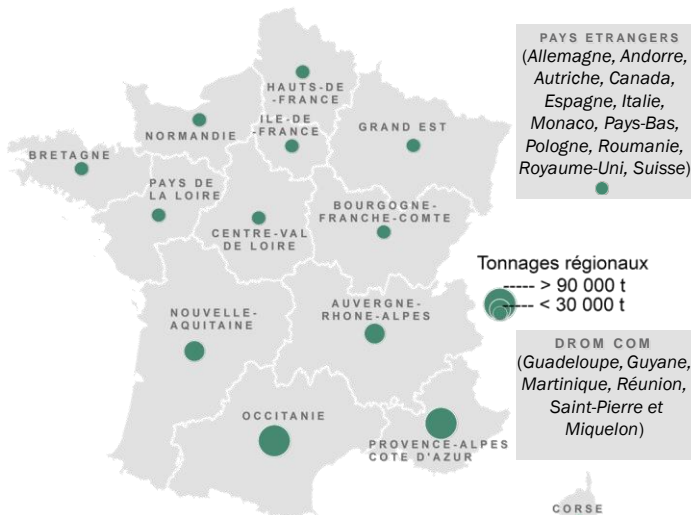 HAUTS-DE-
-FRANCE
NORMANDIE
ILE-DE-
-FRANCE
GRAND EST
BRETAGNE
PAYS DE
LA LOIRE
CENTRE-VAL
DE LOIRE
BOURGOGNE-
FRANCHE-COMTE
NOUVELLE-
AQUITAINE
AUVERGNE-
RHONE-ALPES
OCCITANIE
PROVENCE-ALPES
COTE D'AZUR
PAYS ETRANGERS
(Allemagne, Andorre,
Autriche, Canada,
Espagne, Italie,
Monaco, Pays-Bas,
Pologne, Roumanie,
Royaume-Uni, Suisse)
Tonnages régionaux
----- > 90 000 t
----- < 30 000 t
DROM COM
(Guadeloupe, Guyane,
Martinique, Réunion,
Saint-Pierre et
Miquelon)
CORSE